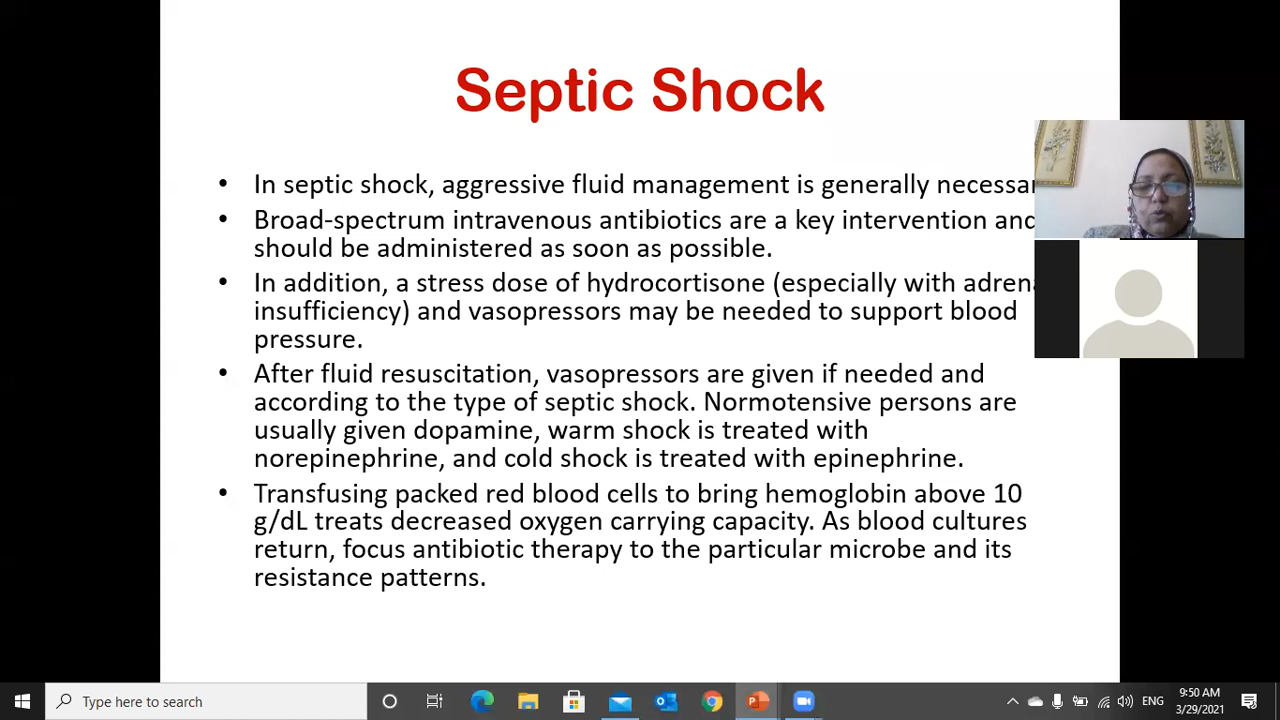 Septic Shock
• In septic shock, aggressive fluid management is generally
• Broad-spectrum intravenous antibiotics are a key intervention and
should be administered as soon as possible.
• In addition, a stress dose of hydrocortisone (especially with
insufficiency) and vasopressors may be needed to support blood
pressure.
• After fluid resuscitation, vasopressors are given if needed and
according to the type of septic shock. Normotensive persons are
usually given dopamine, warm shock is treated with
norepinephrine, and cold shock is treated with epinephrine.
• Transfusing packed red blood cells to bring hemoglobin above 10
g/dL treats decreased oxygen carrying capacity. As blood cultures
return, focus antibiotic therapy to the particular microbe and its
resistance patterns.
Type here to search
ENG
9:50 AM
3/29/2021